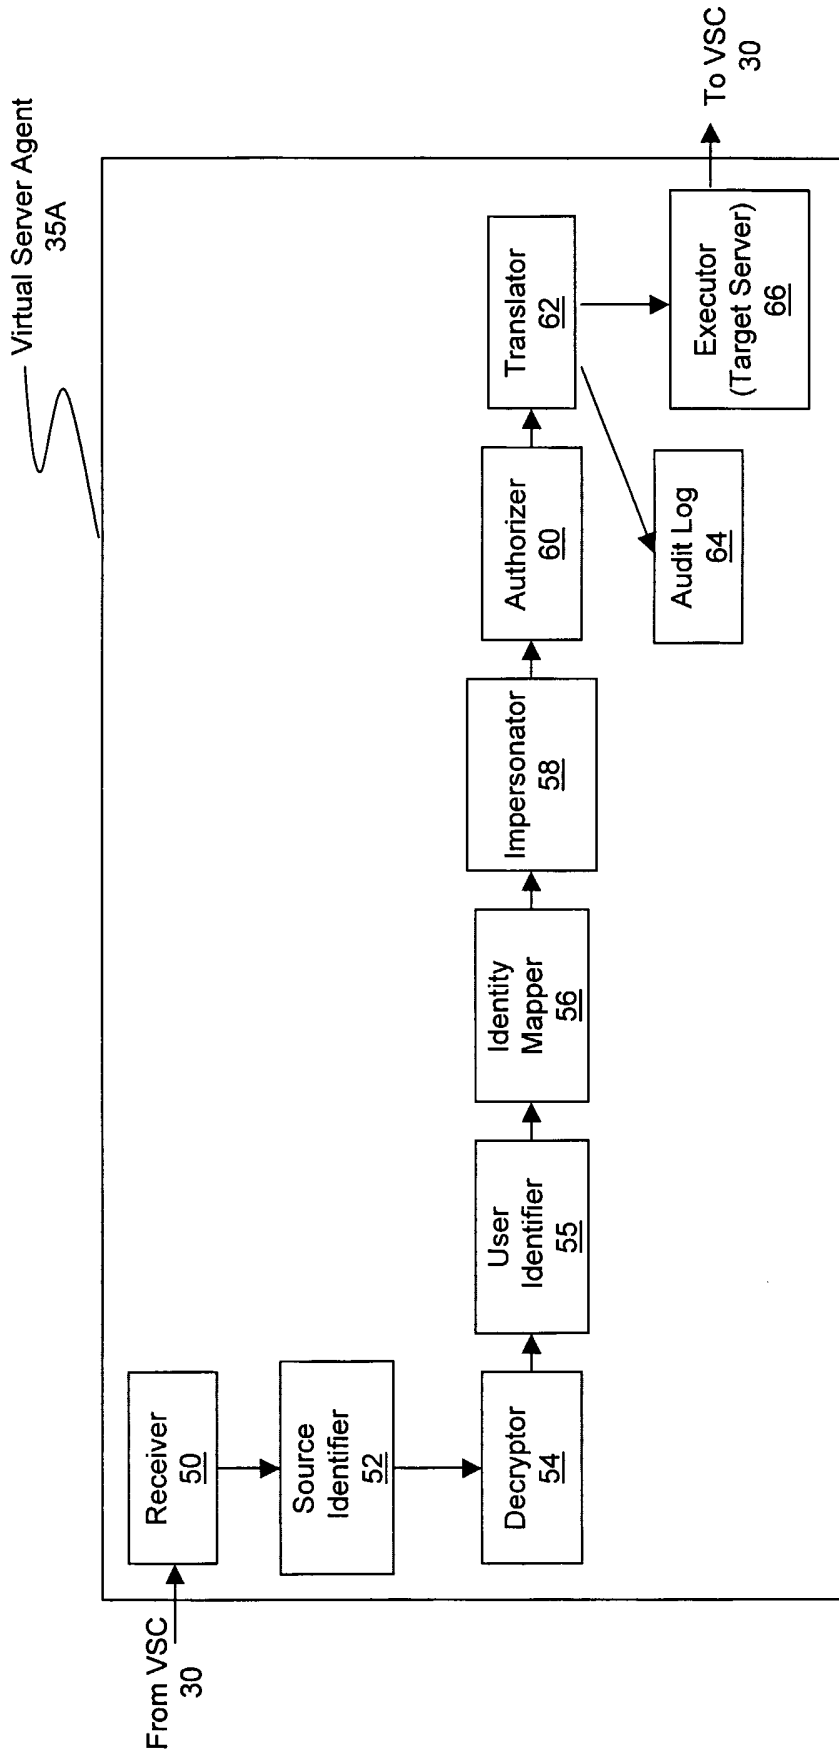 Virtual Server Agent
35A
From VSC
30
Receiver
50
Source
Identifier
52
Decryptor
54
User
Identifier
55
Identity
Mapper
56
Impersonator
58
Authorizer
60
Translator
62
Audit Log
64
Executor
(Target Server)
66
To VSC
30